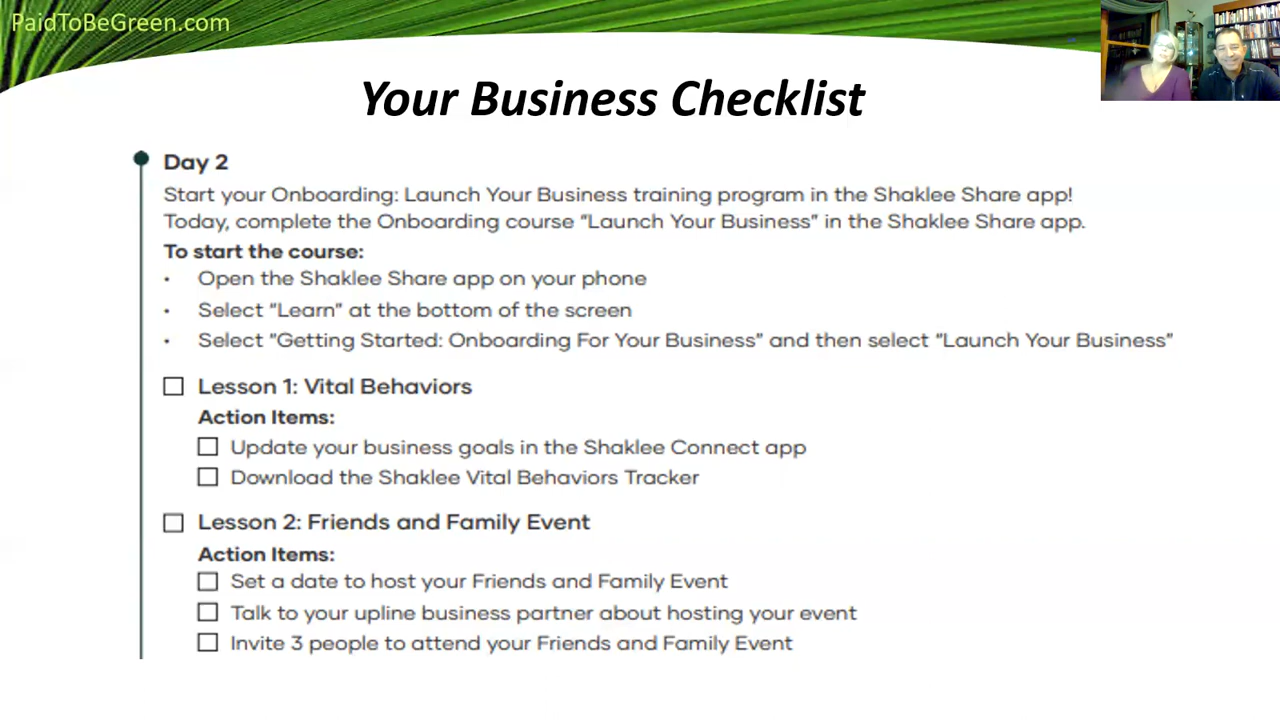 PaidToBeGreen.com
Your Business Checklist
Day 2
Start your Onboarding: Launch Your Business training program in the Shaklee Share app!
Today, complete the Onboarding course “Launch Your Business” in the Shaklee Share app.
To start the course:
• Open the Shaklee Share app on your phone
• Select “Learn” at the bottom of the screen
• Select “Getting Started: Onboarding For Your Business” and then select “Launch Your Business”
Lesson 1: Vital Behaviors
Action Items:
Update your business goals in the Shaklee Connect app
Download the Shaklee Vital Behaviors Tracker
Lesson 2: Friends and Family Event
Action Items:
Set a date to host your Friends and Family Event
Talk to your upline business partner about hosting your event
Invite 3 people to attend your Friends and Family Event